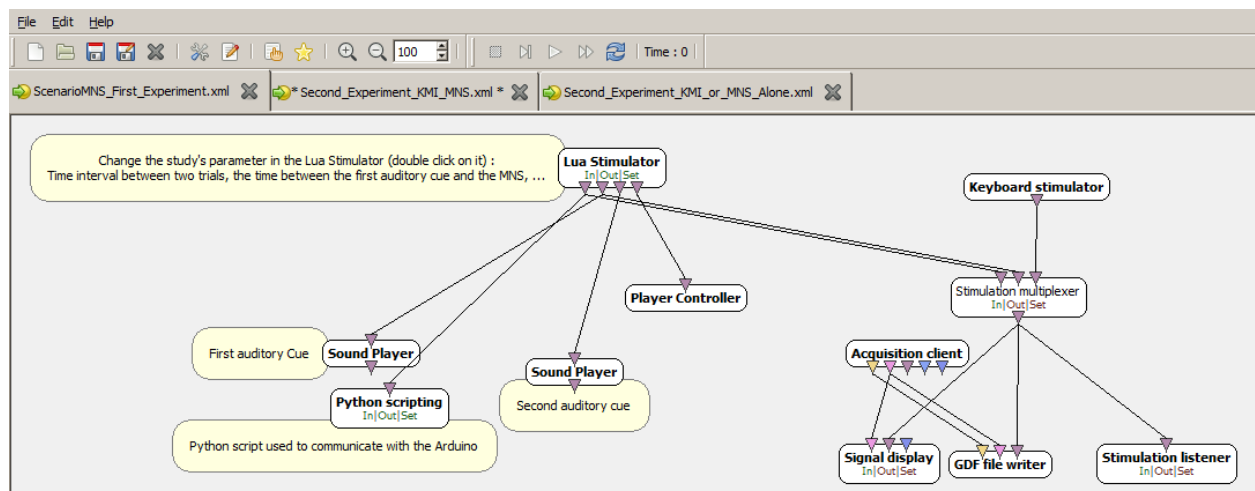 File Edit Help
100
Time : 0
ScenarioMNS_First_Experiment.xml
* Second_Experiment_KMI_MNS.xml *
Second_Experiment_KMI_or_MNS_Alone.xml
Change the study's parameter in the Lua Stimulator (double click on it) :
Time interval between two trials, the time between the first auditory cue and the MNS, ...
Lua Stimulator
In|Out|Set
Keyboard stimulator
Stimulation multiplexer
In|Out|Set
Player Controller
First auditory Cue
Sound Player
Python scripting
In|Out|Set
Python script used to communicate with the Arduino
Sound Player
Second auditory cue
Acquisition client
Signal display
In|Out|Set
GDF file writer
Stimulation listener
In|Out|Set